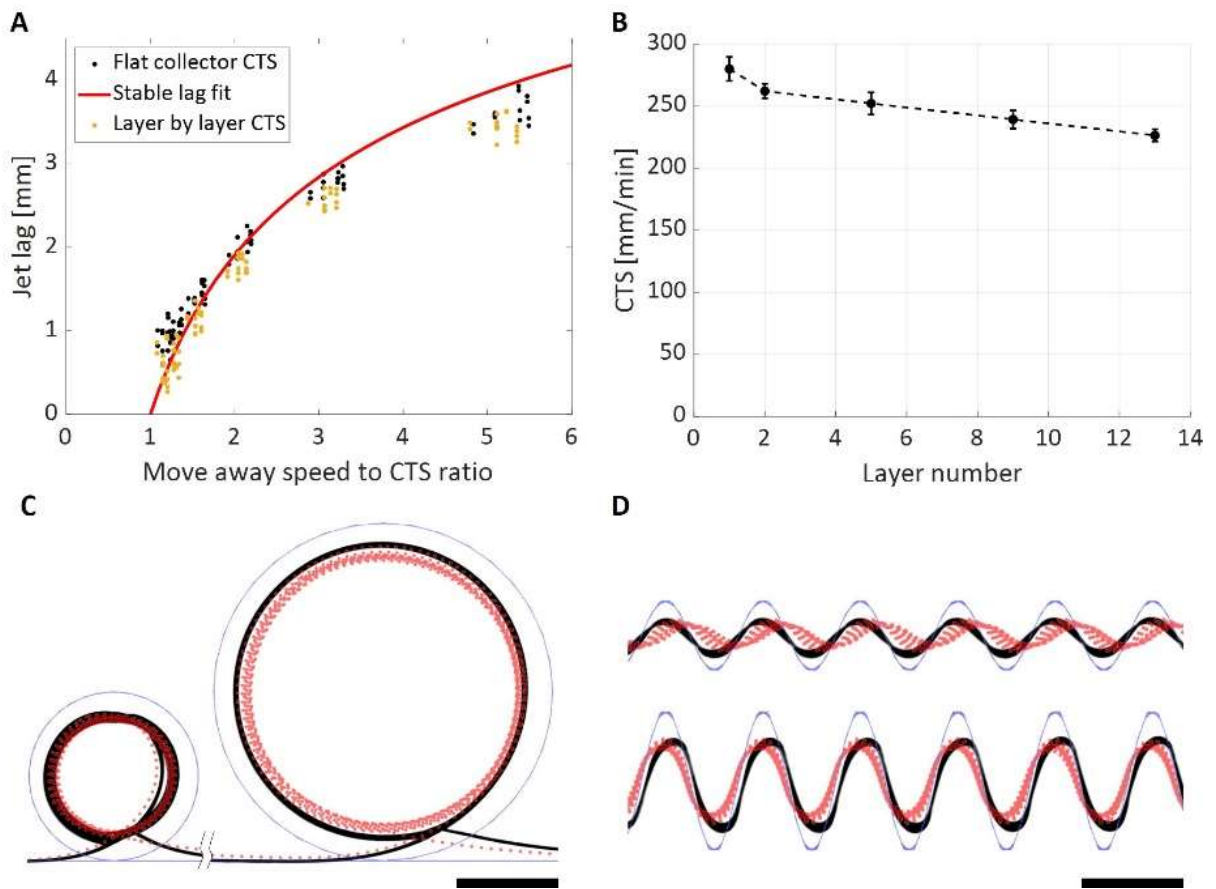 A
Flat collector CTS
Stable lag fit
Layer by layer CTS
Jet lag [mm]
4
3
2
1
0
0 1 2 3 4 5 6
Move away speed to CTS ratio
B
CTS [mm/min]
300
250
200
150
100
50
0
0 2 4 6 8 10 12 14
Layer number
C
D